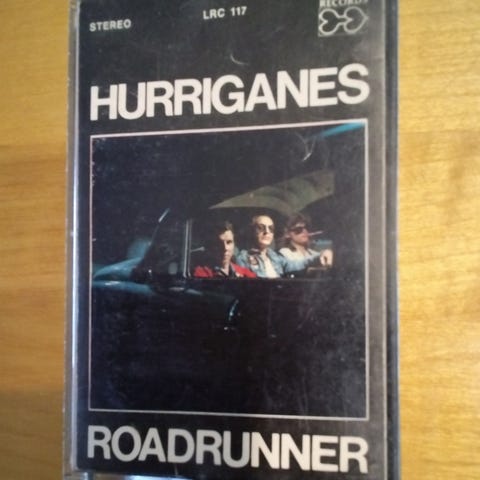 STEREO
LRC 117
RECORDS
HURRIGANES
ROADRUNNER